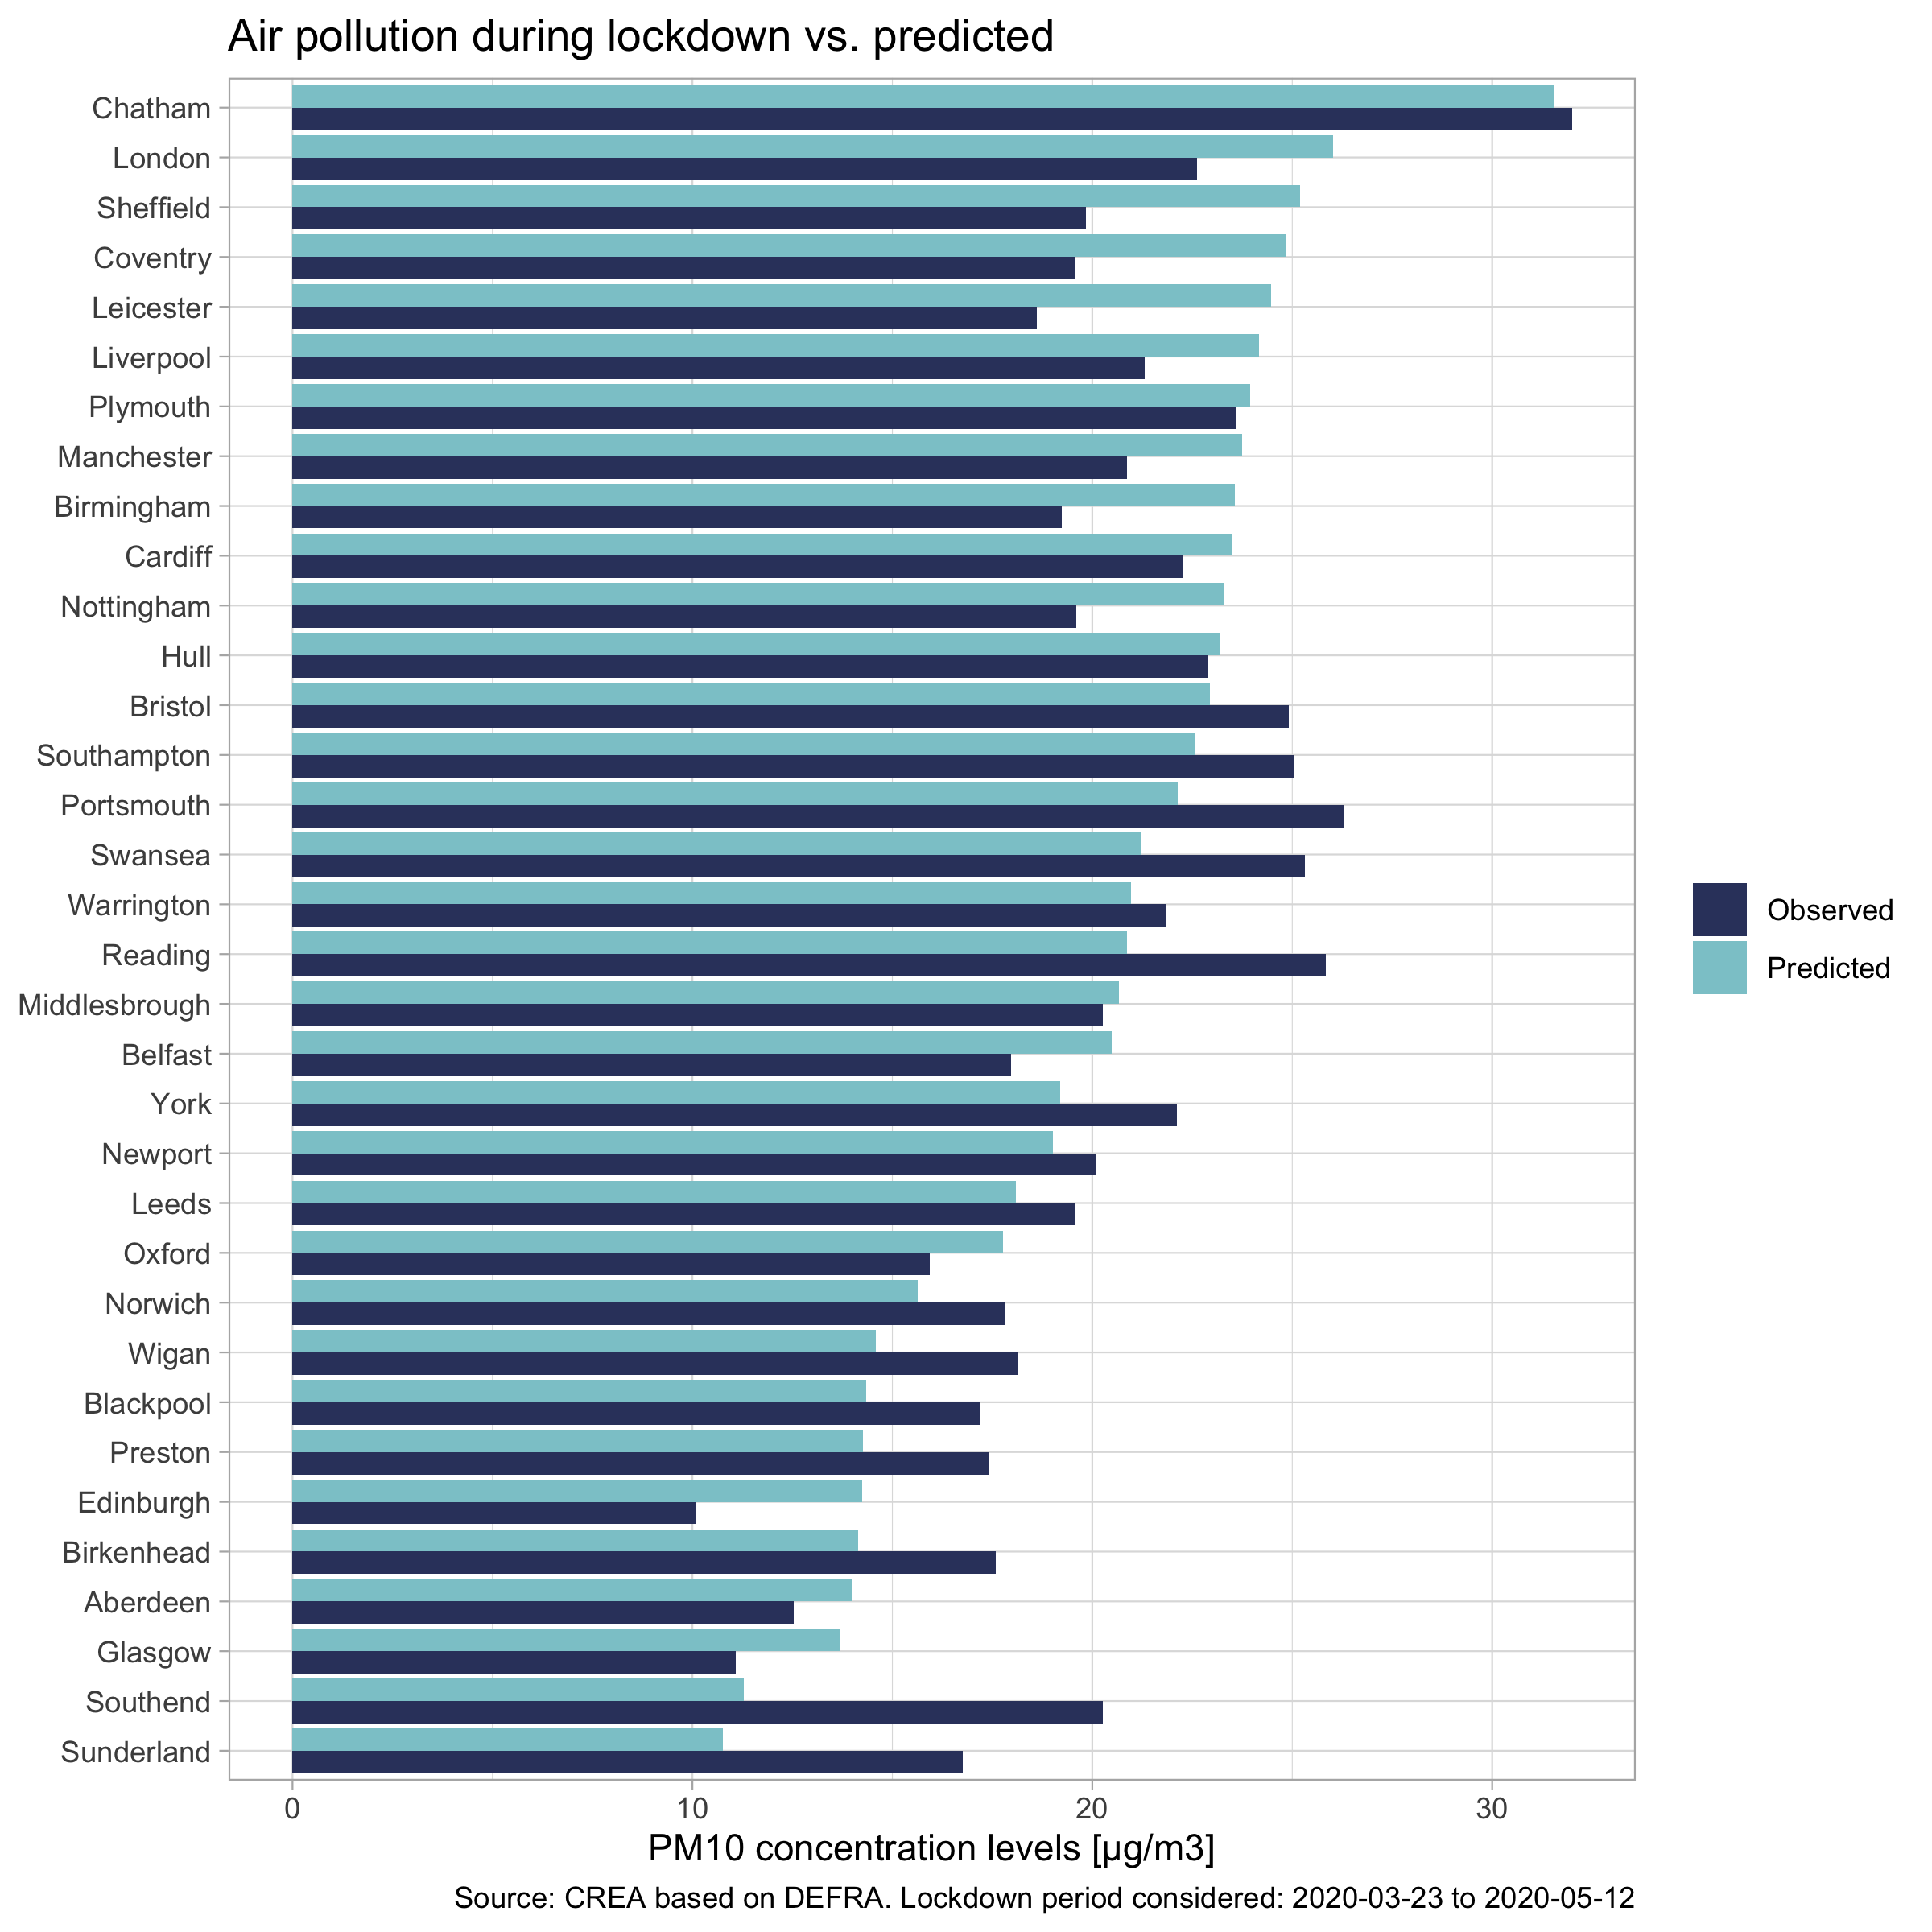 Air pollution during lockdown vs. predicted
Chatham
London
Sheffield
Coventry
Leicester
Liverpool
Plymouth
Manchester
Birmingham
Cardiff
Nottingham
Hull
Bristol
Southampton
Portsmouth
Swansea
Warrington
Reading
Middlesbrough
Belfast
York
Newport
Leeds
Oxford
Norwich
Wigan
Blackpool
Preston
Edinburgh
Birkenhead
Aberdeen
Glasgow
Southend
Sunderland
Observed
Predicted
0 10 20 30
PM10 concentration levels [µg/m3]
Source: CREA based on DEFRA. Lockdown period considered: 2020-03-23 to 2020-05-12